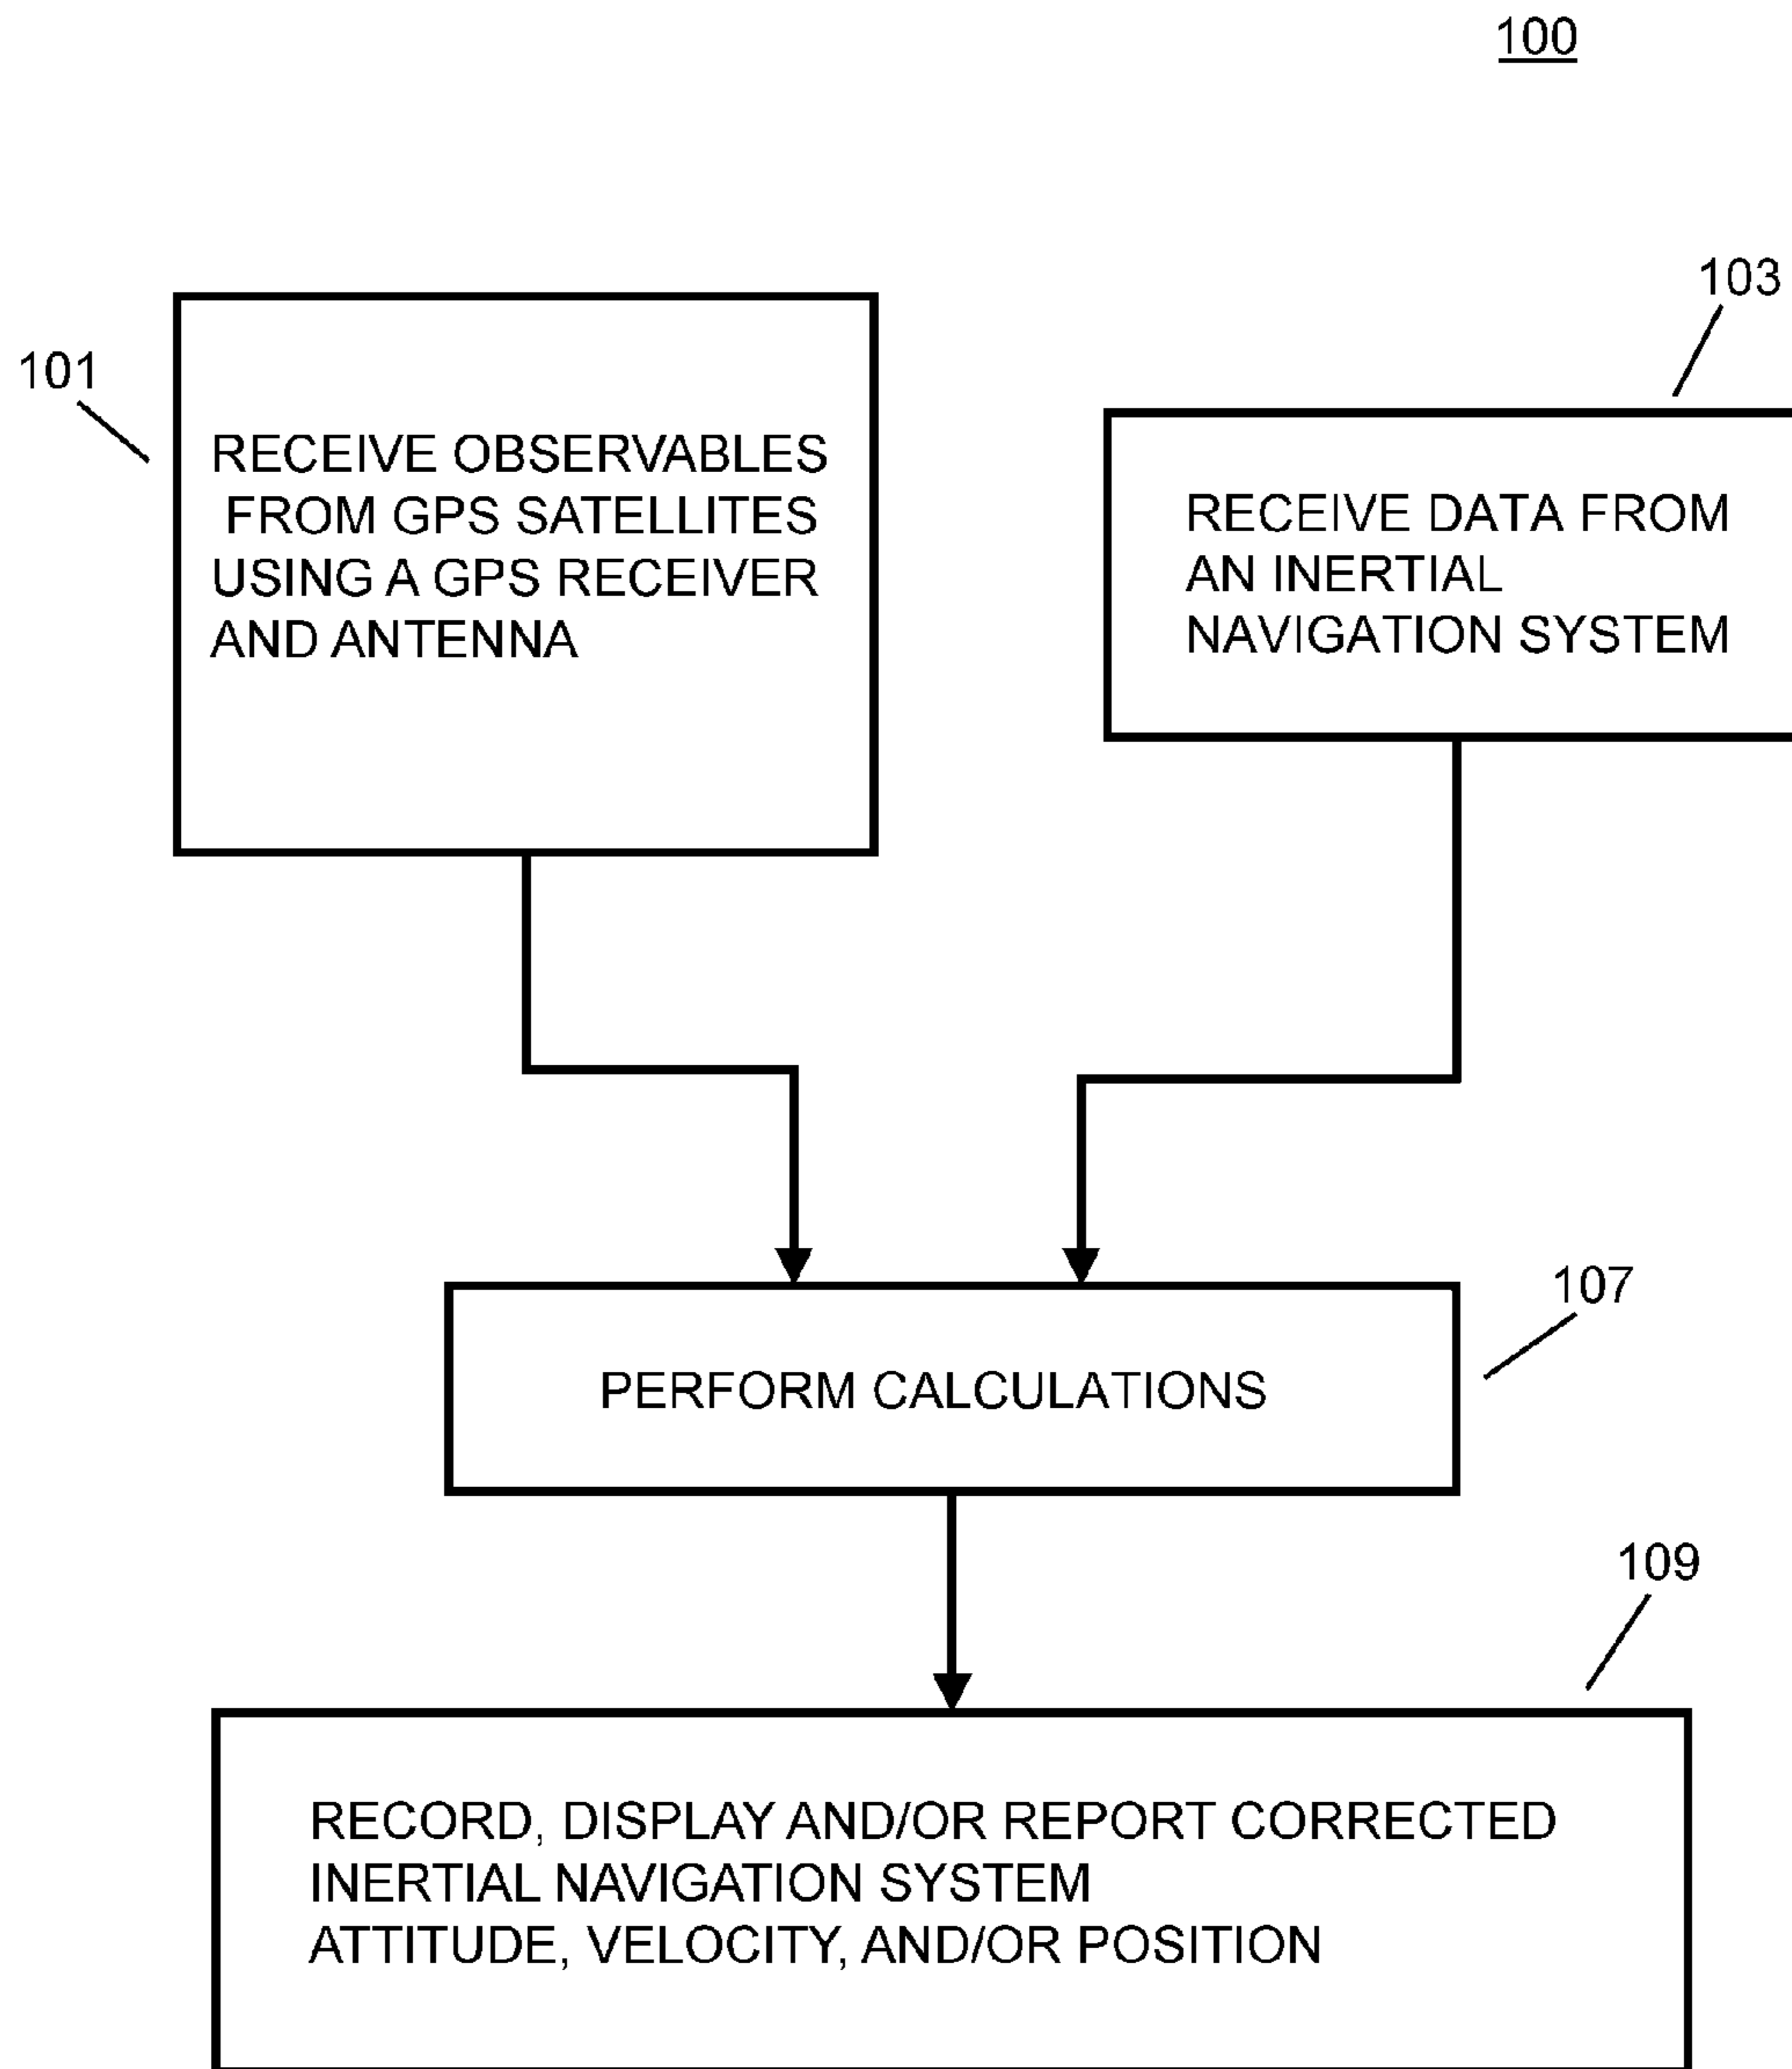 100
101
RECEIVE OBSERVABLES
FROM GPS SATELLITES
USING A GPS RECEIVER
AND ANTENNA
103
RECEIVE DATA FROM
AN INERTIAL
NAVIGATION SYSTEM
107
PERFORM CALCULATIONS
109
RECORD, DISPLAY AND/OR REPORT CORRECTED
INERTIAL NAVIGATION SYSTEM
ATTITUDE, VELOCITY, AND/OR POSITION